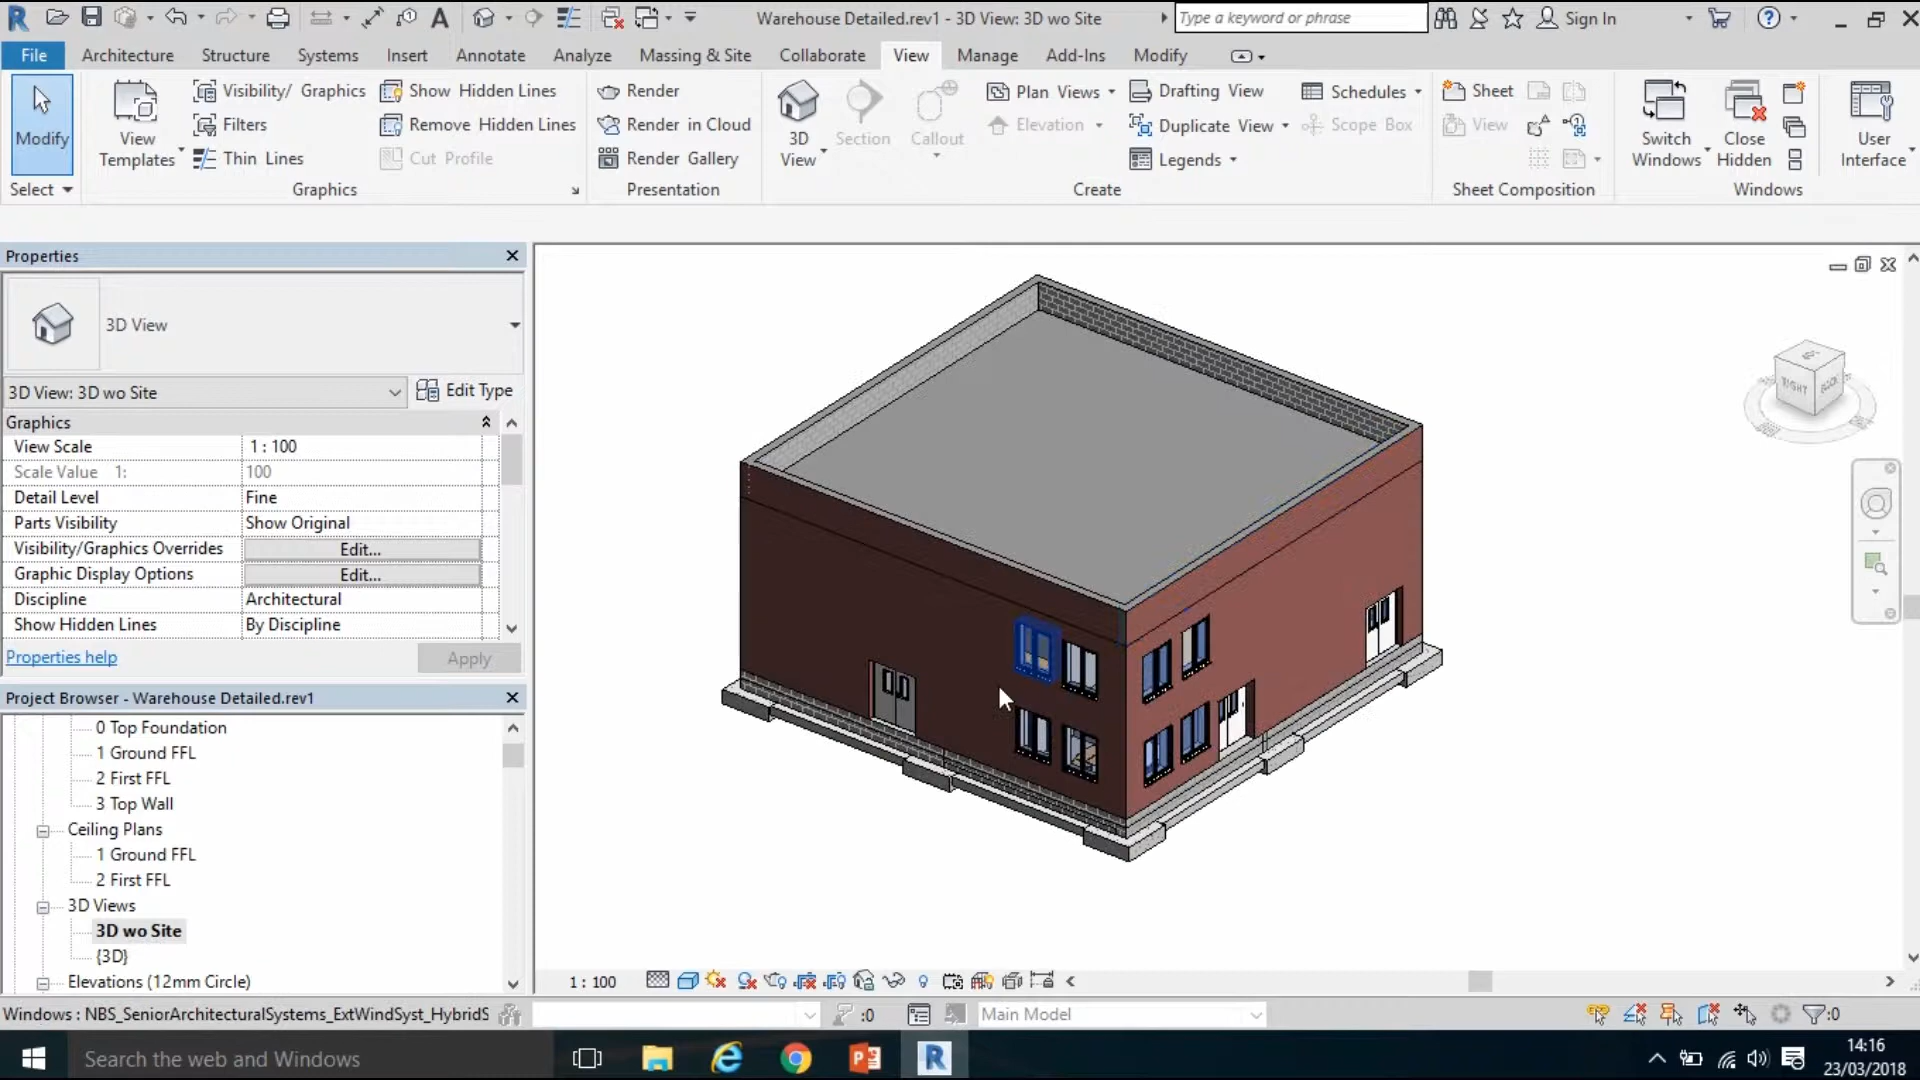 Warehouse Detailed.rev1 - 3D View: 3D wo Site
Type a keyword or phrase
Sign In
File Architecture Structure Systems Insert Annotate Analyze Massing & Site Collaborate View Manage Add-Ins Modify
Modify
View
Templates
Visibility/ Graphics
Filters
Thin Lines
Show Hidden Lines
Remove Hidden Lines
Cut Profile
Render
Render in Cloud
Render Gallery
3D
View
Section
Callout
Plan Views
Elevation
Drafting View
Duplicate View
Legends
Schedules
Scope Box
Sheet
View
Switch
Windows
Close
Hidden
User
Interface
Select
Graphics
Presentation
Create
Sheet Composition
Windows
Properties
3D View
3D View: 3D wo Site
Edit Type
Graphics
View Scale 1 : 100
Scale Value 1: 100
Detail Level Fine
Parts Visibility Show Original
Visibility/Graphics Overrides Edit...
Graphic Display Options Edit...
Discipline Architectural
Show Hidden Lines By Discipline
Properties help
Apply
Project Browser - Warehouse Detailed.rev1
0 Top Foundation
1 Ground FFL
2 First FFL
3 Top Wall
Ceiling Plans
1 Ground FFL
2 First FFL
3D Views
3D wo Site
{3D}
Elevations (12mm Circle)
RIGHT
BACK
1 : 100
Windows : NBS_SeniorArchitecturalSystems_ExtWindSyst_HybridS
:0
Main Model
:0
Search the web and Windows
14:16
23/03/2018